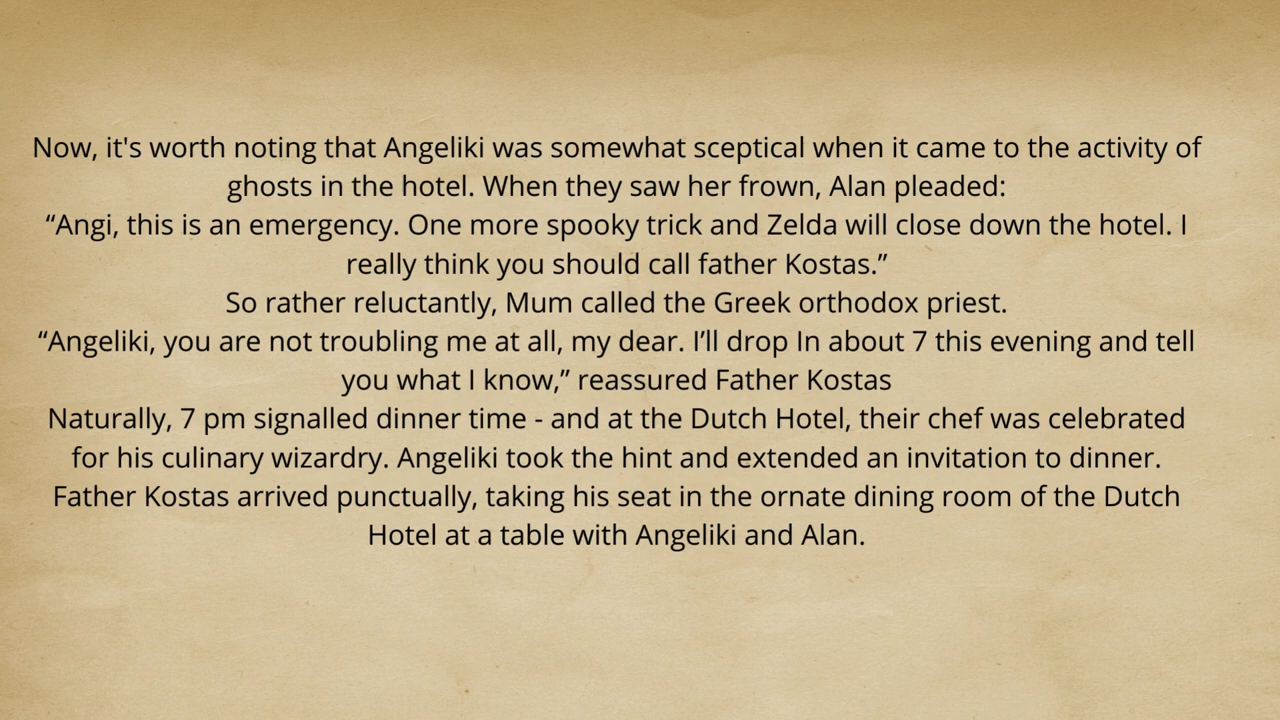 Now, it's worth noting that Angeliki was somewhat sceptical when it came to the activity of
ghosts in the hotel. When they saw her frown, Alan pleaded:
“Angi, this is an emergency. One more spooky trick and Zelda will close down the hotel. I
really think you should call father Kostas.”
So rather reluctantly, Mum called the Greek orthodox priest.
“Angeliki, you are not troubling me at all, my dear. I’ll drop In about 7 this evening and tell
you what I know,” reassured Father Kostas
Naturally, 7 pm signalled dinner time - and at the Dutch Hotel, their chef was celebrated
for his culinary wizardry. Angeliki took the hint and extended an invitation to dinner.
Father Kostas arrived punctually, taking his seat in the ornate dining room of the Dutch
Hotel at a table with Angeliki and Alan.